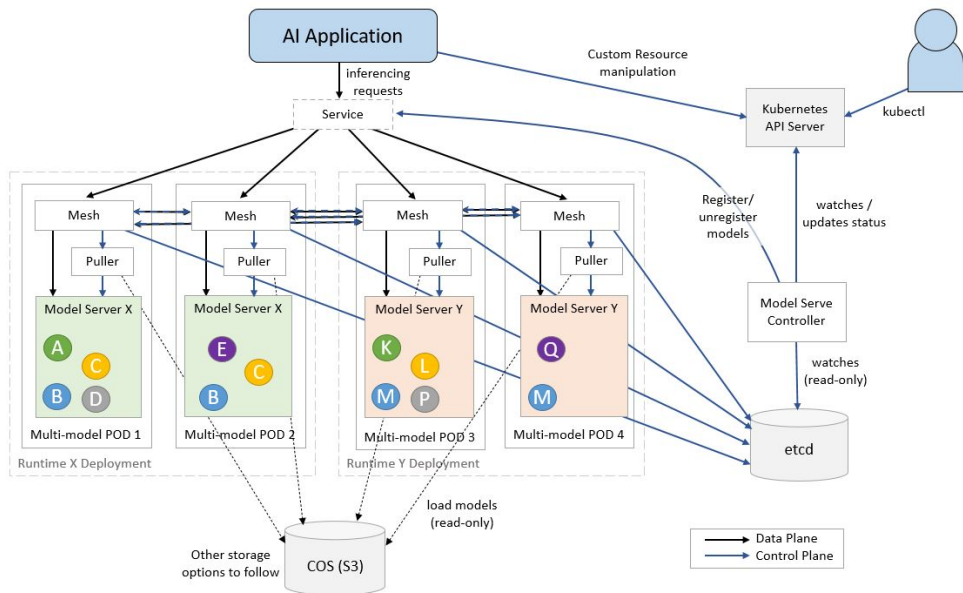 AI Application
Custom Resource
manipulation
inferencing
requests
Service
Kubernetes
API Server
kubectl
Mesh
Mesh
Mesh
Mesh
Register/
unregister
models
watches /
updates status
Puller
Puller
Puller
Puller
Model Server X
Model Server X
Model Server Y
Model Server Y
Model Serve
Controller
A
C
B
D
E
C
B
K
L
M
P
Q
M
watches
(read-only)
Multi-model POD 1
Multi-model POD 2
Multi-model POD 3
Multi-model POD 4
Runtime X Deployment
Runtime Y Deployment
etcd
load models
(read-only)
Other storage
options to follow
COS (S3)
Data Plane
Control Plane